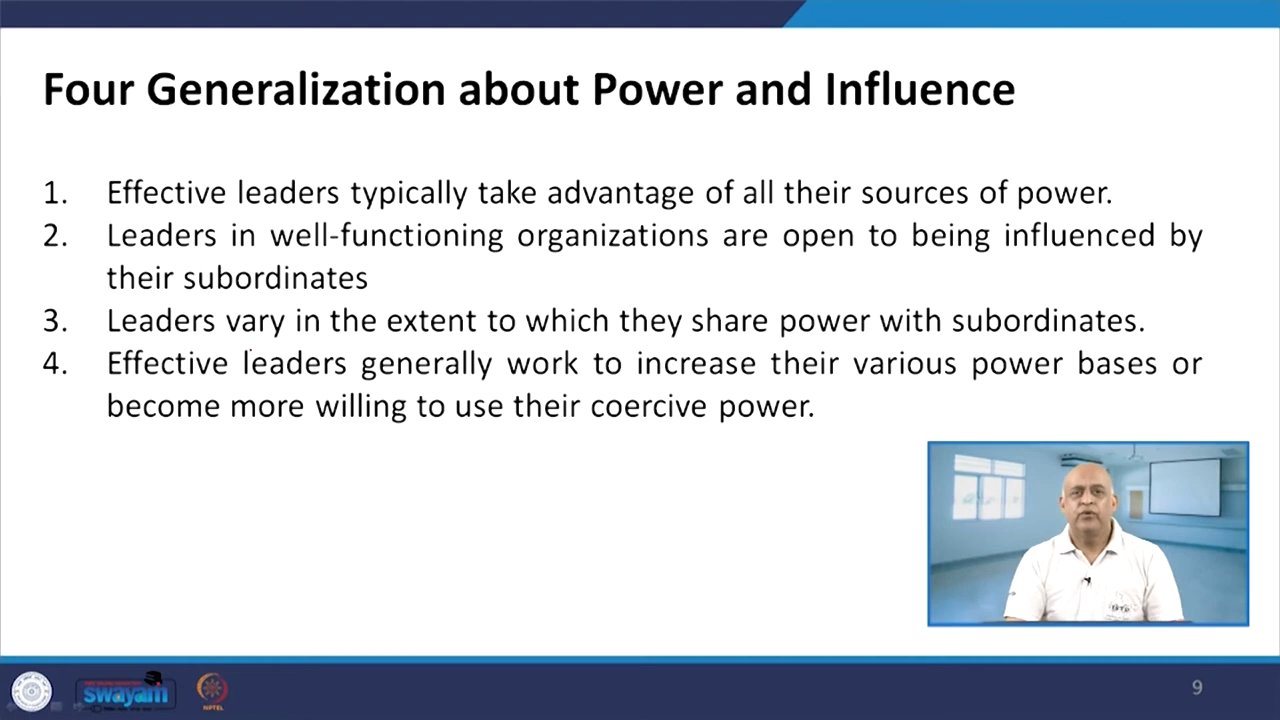 Four Generalization about Power and Influence
1. Effective leaders typically take advantage of all their sources of power.
2. Leaders in well-functioning organizations are open to being influenced by
their subordinates
3. Leaders vary in the extent to which they share power with subordinates.
4. Effective leaders generally work to increase their various power bases or
become more willing to use their coercive power.
swayam
NPTEL
9